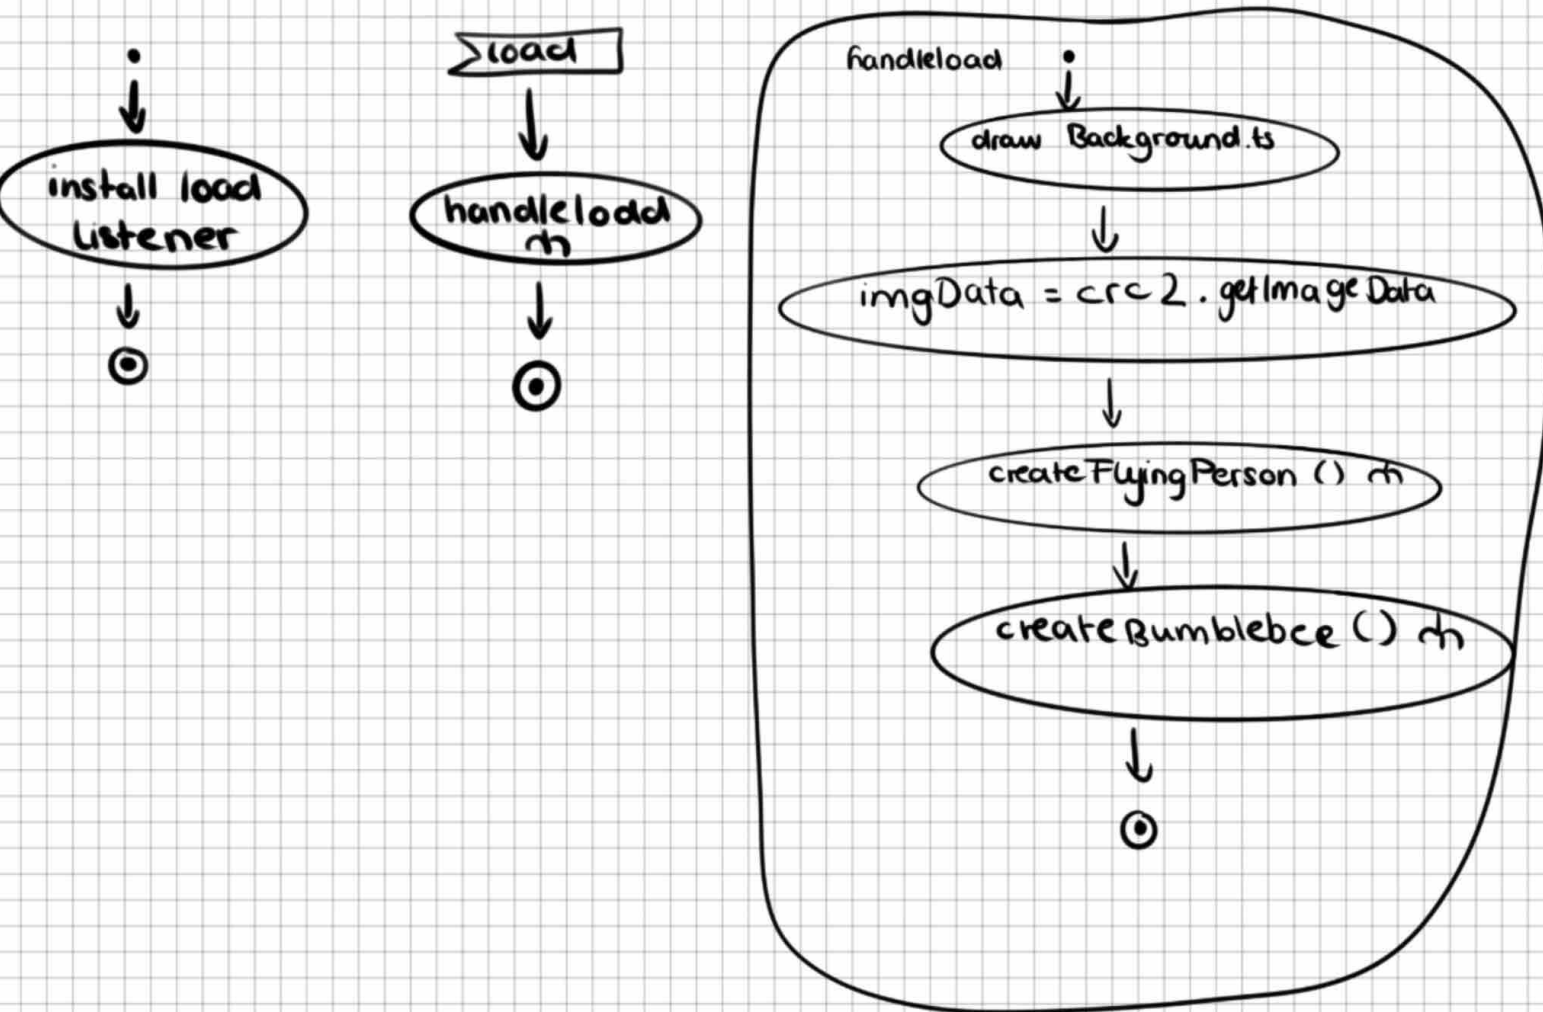 install load
Listener
load
handleload
handleload
draw Background.ts
imgData = crc2.getImageData
createFlyingPerson ()
createBumblebee ()